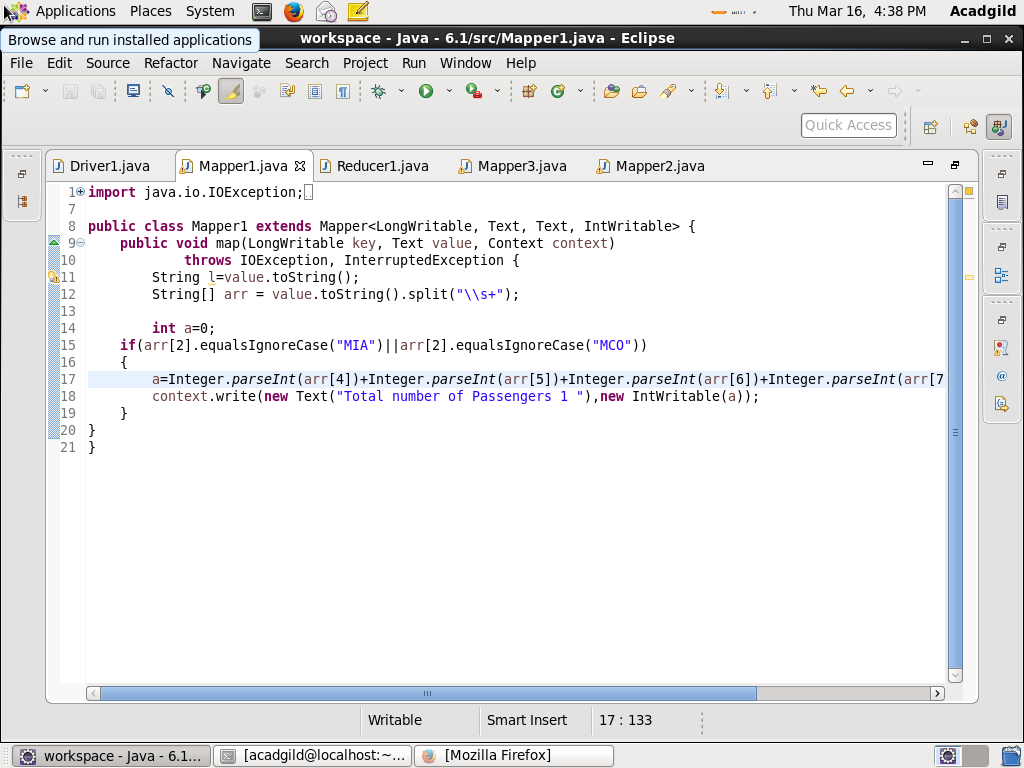 Applications Places System Thu Mar 16, 4:38 PM Acadgild
Browse and run installed applications
workspace - Java - 6.1/src/Mapper1.java - Eclipse
File Edit Source Refactor Navigate Search Project Run Window Help
Quick Access
Driver1.java Mapper1.java Reducer1.java Mapper3.java Mapper2.java
1 import java.io.IOException;
7
8 public class Mapper1 extends Mapper<LongWritable, Text, Text, IntWritable> {
9 public void map(LongWritable key, Text value, Context context)
10 throws IOException, InterruptedException {
11 String l=value.toString();
12 String[] arr = value.toString().split("\\s+");
13
14 int a=0;
15 if(arr[2].equalsIgnoreCase("MIA")||arr[2].equalsIgnoreCase("MCO"))
16 {
17 a=Integer.parseInt(arr[4])+Integer.parseInt(arr[5])+Integer.parseInt(arr[6])+Integer.parseInt(arr[7
18 context.write(new Text("Total number of Passengers 1 "),new IntWritable(a));
19 }
20 }
21 }
Writable Smart Insert 17 : 133
workspace - Java - 6.1... [acadgild@localhost:~... [Mozilla Firefox]